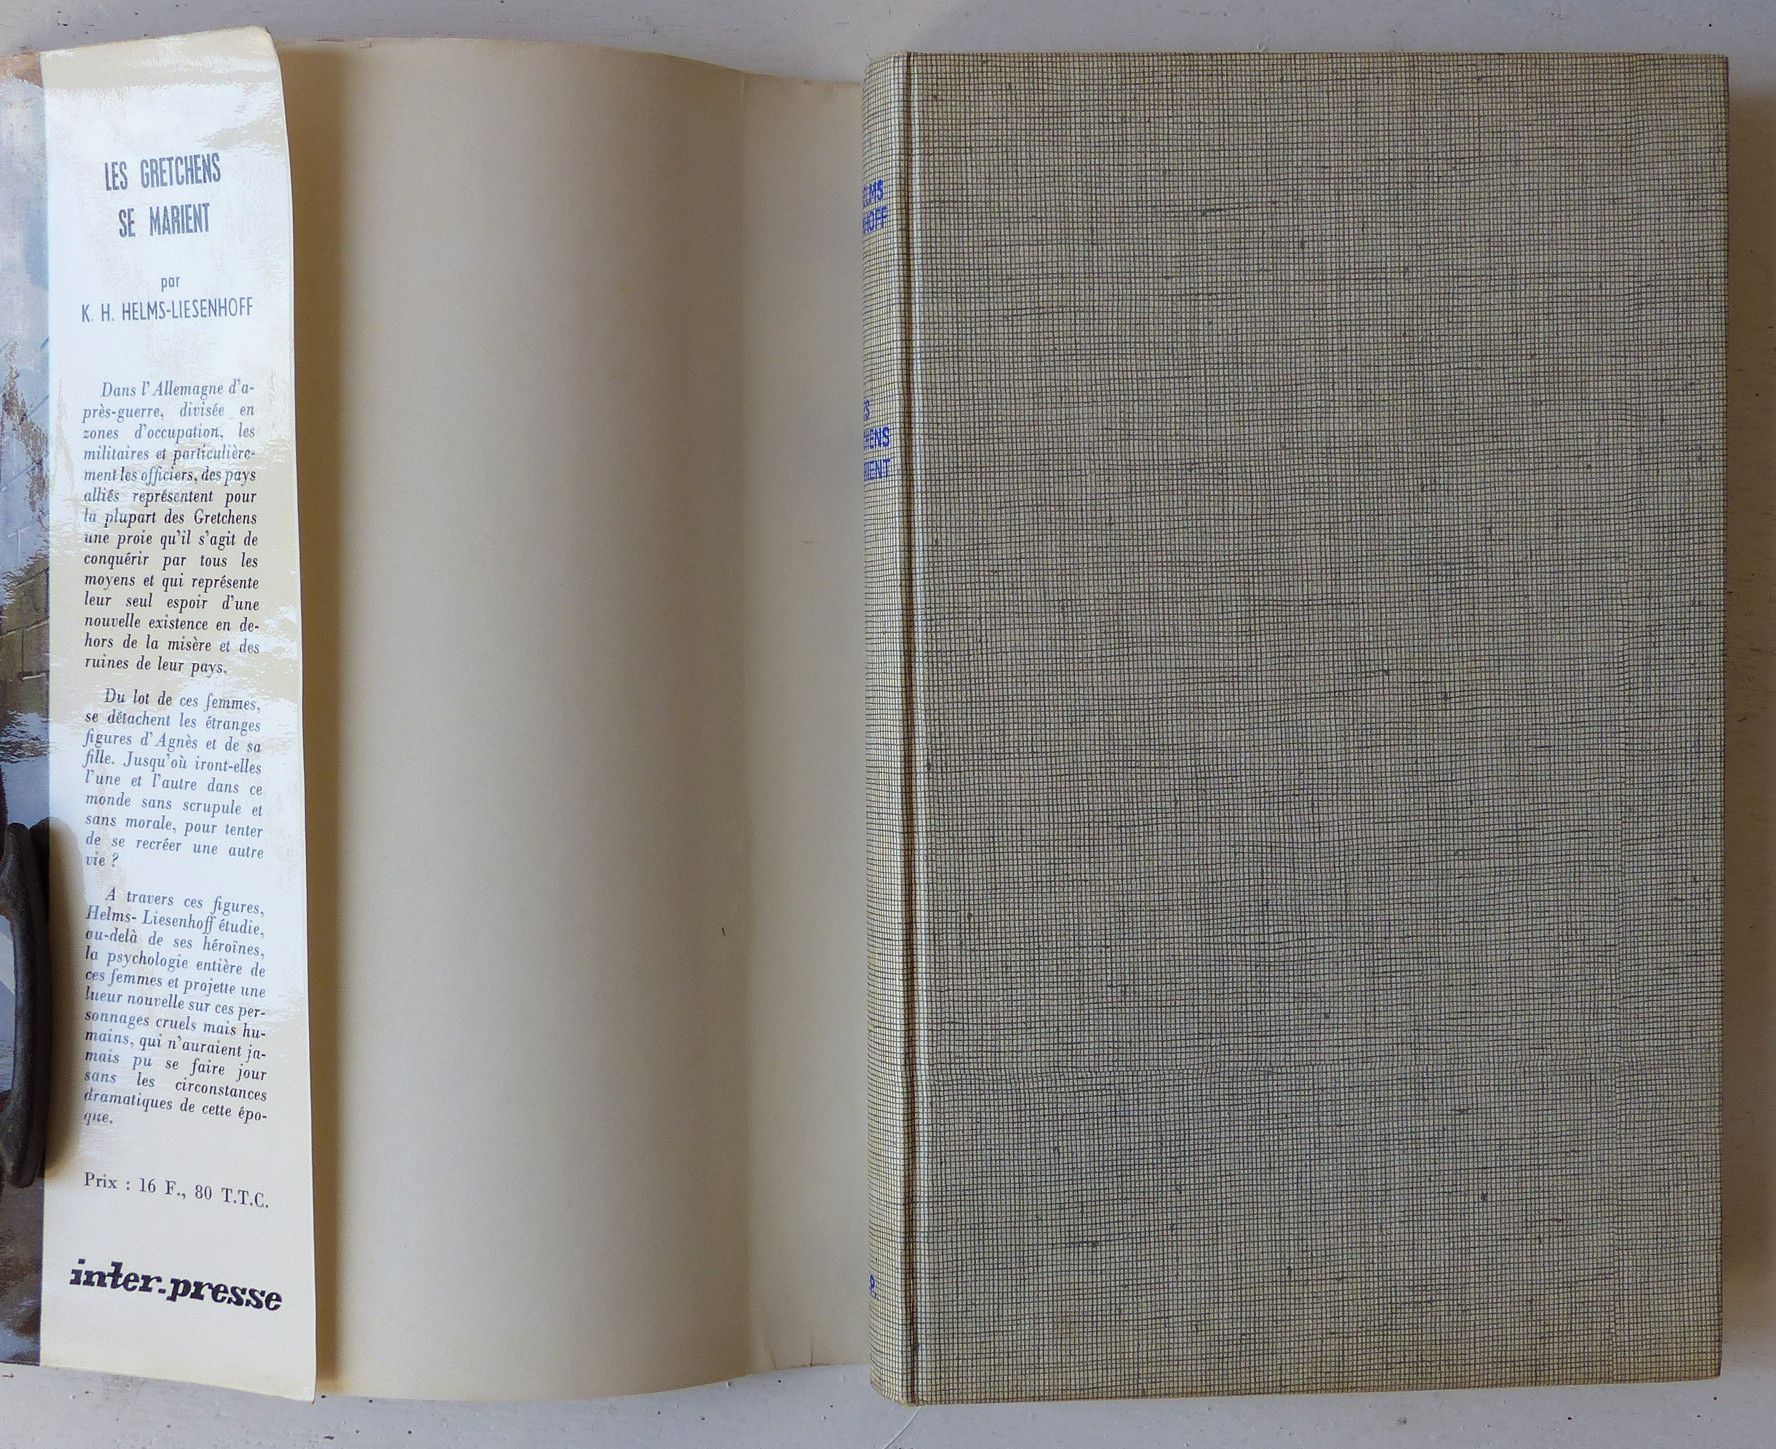 LES GRETCHENS
SE MARIENT
par
K. H. HELMS-LIESENHOFF
Dans l'Allemagne d'a-
près-guerre, divisée en
zones d'occupation, les
militaires et particulière-
ment les officiers, des pays
alliés représentent pour
la plupart des Gretchens
une proie qu'il s'agit de
conquérir par tous les
moyens et qui représente
leur seul espoir d'une
nouvelle existence en de-
hors de la misère et des
ruines de leur pays.
Du lot de ces femmes,
se détachent les étranges
figures d'Agnès et de sa
fille. Jusqu'où iront-elles
l'une et l'autre dans ce
monde sans scrupule et
sans morale, pour tenter
de se recréer une autre
vie ?
A travers ces figures,
Helms- Liesenhoff étudie,
au-delà de ses héroïnes,
la psychologie entière de
ces femmes et projette une
lueur nouvelle sur ces per-
sonnages cruels mais hu-
mains, qui n'auraient ja-
mais pu se faire jour
sans les circonstances
dramatiques de cette épo-
que.
Prix : 16 F., 80 T.T.C.
inter-presse
ELMS
HOFF
ES
CHENS
RIENT
P.